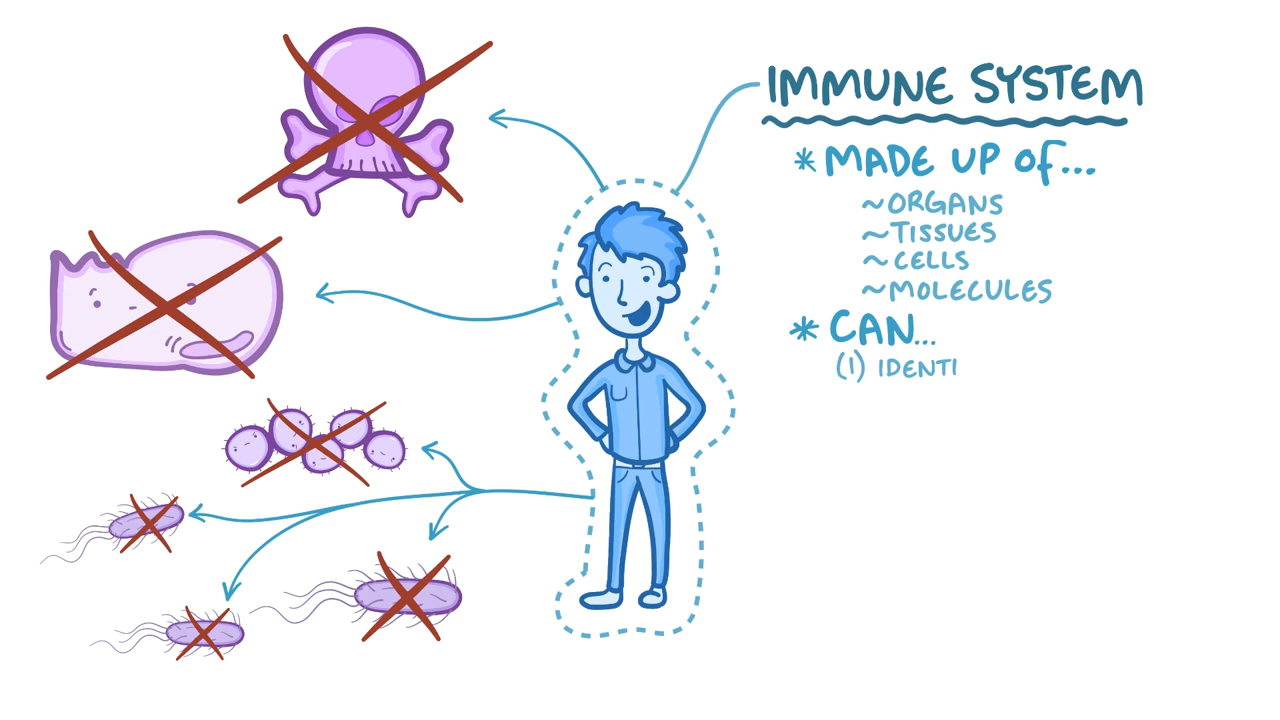 IMMUNE SYSTEM
* MADE UP Of...
~ORGANS
~TISSUES
~CELLS
~MOLECULES
* CAN...
(1) IDENTI